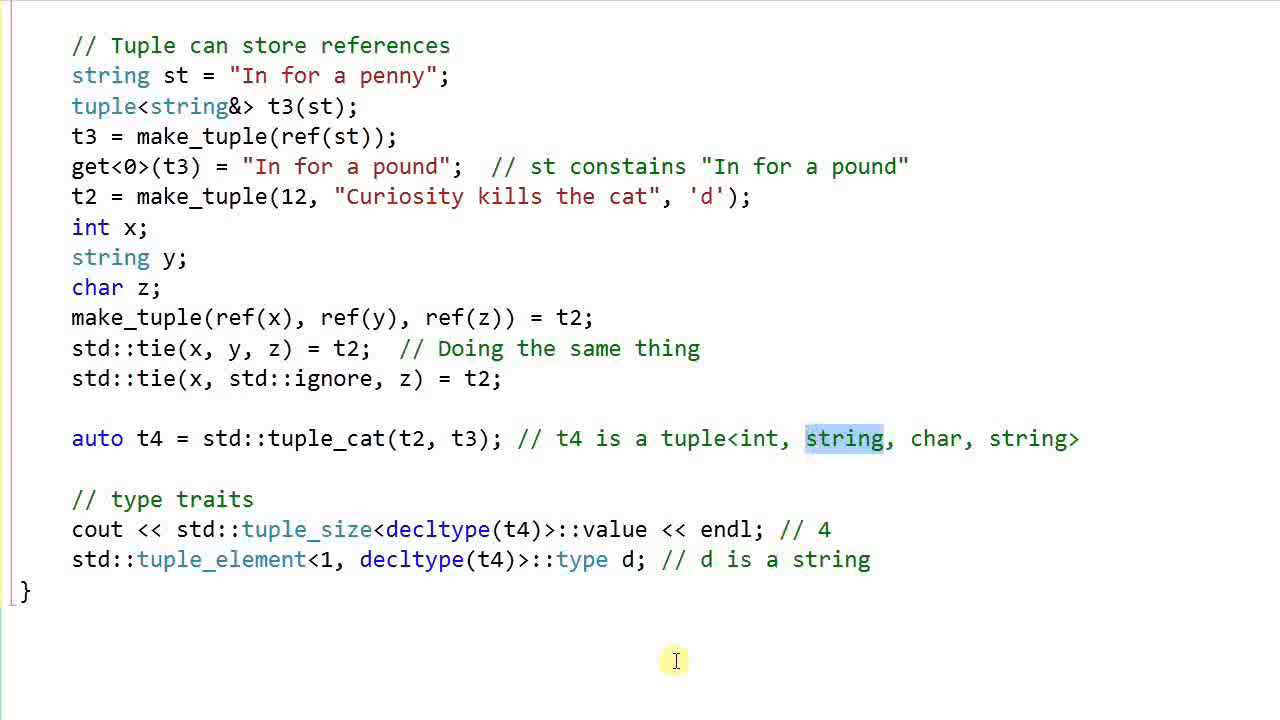 // Tuple can store references
string st = "In for a penny";
tuple<string&> t3(st);
t3 = make_tuple(ref(st));
get<0>(t3) = "In for a pound";  // st constains "In for a pound"
t2 = make_tuple(12, "Curiosity kills the cat", 'd');
int x;
string y;
char z;
make_tuple(ref(x), ref(y), ref(z)) = t2;
std::tie(x, y, z) = t2;  // Doing the same thing
std::tie(x, std::ignore, z) = t2;
auto t4 = std::tuple_cat(t2, t3); // t4 is a tuple<int, string, char, string>
// type traits
cout << std::tuple_size<decltype(t4)>::value << endl; // 4
std::tuple_element<1, decltype(t4)>::type d; // d is a string
}